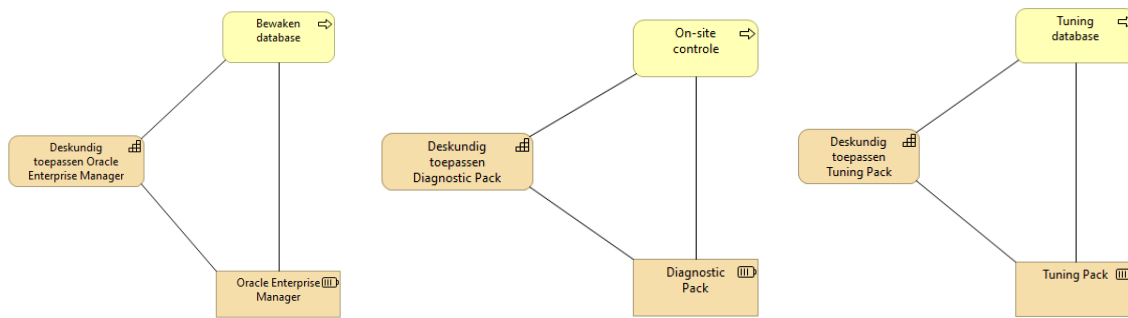 Bewaken
database
Deskundig
toepassen Oracle
Enterprise Manager
Oracle Enterprise
Manager
On-site
controle
Deskundig
toepassen
Diagnostic Pack
Diagnostic
Pack
Tuning
database
Deskundig
toepassen
Tuning Pack
Tuning Pack